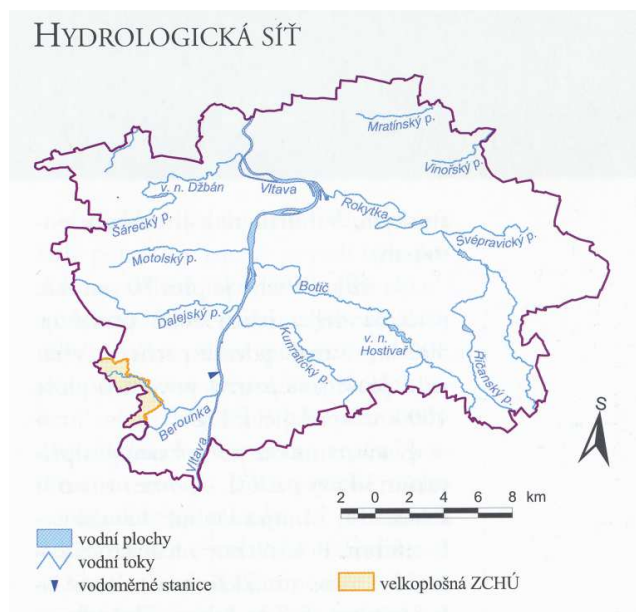 HYDROLOGICKÁ SÍŤ
Mratínský p.
Vinořský p.
v. n. Džbán
Vltava
Rokytka
Šárecký p.
Svépravický p.
Motolský p.
Botič
Dalejský p.
v. n.
Hostivař
Kunratický p.
Říčamský p.
Berounka
Vltava
S
2 0 2 4 6 8 km
vodní plochy
vodní toky
vodoměrné stanice
velkoplošná ZCHÚ